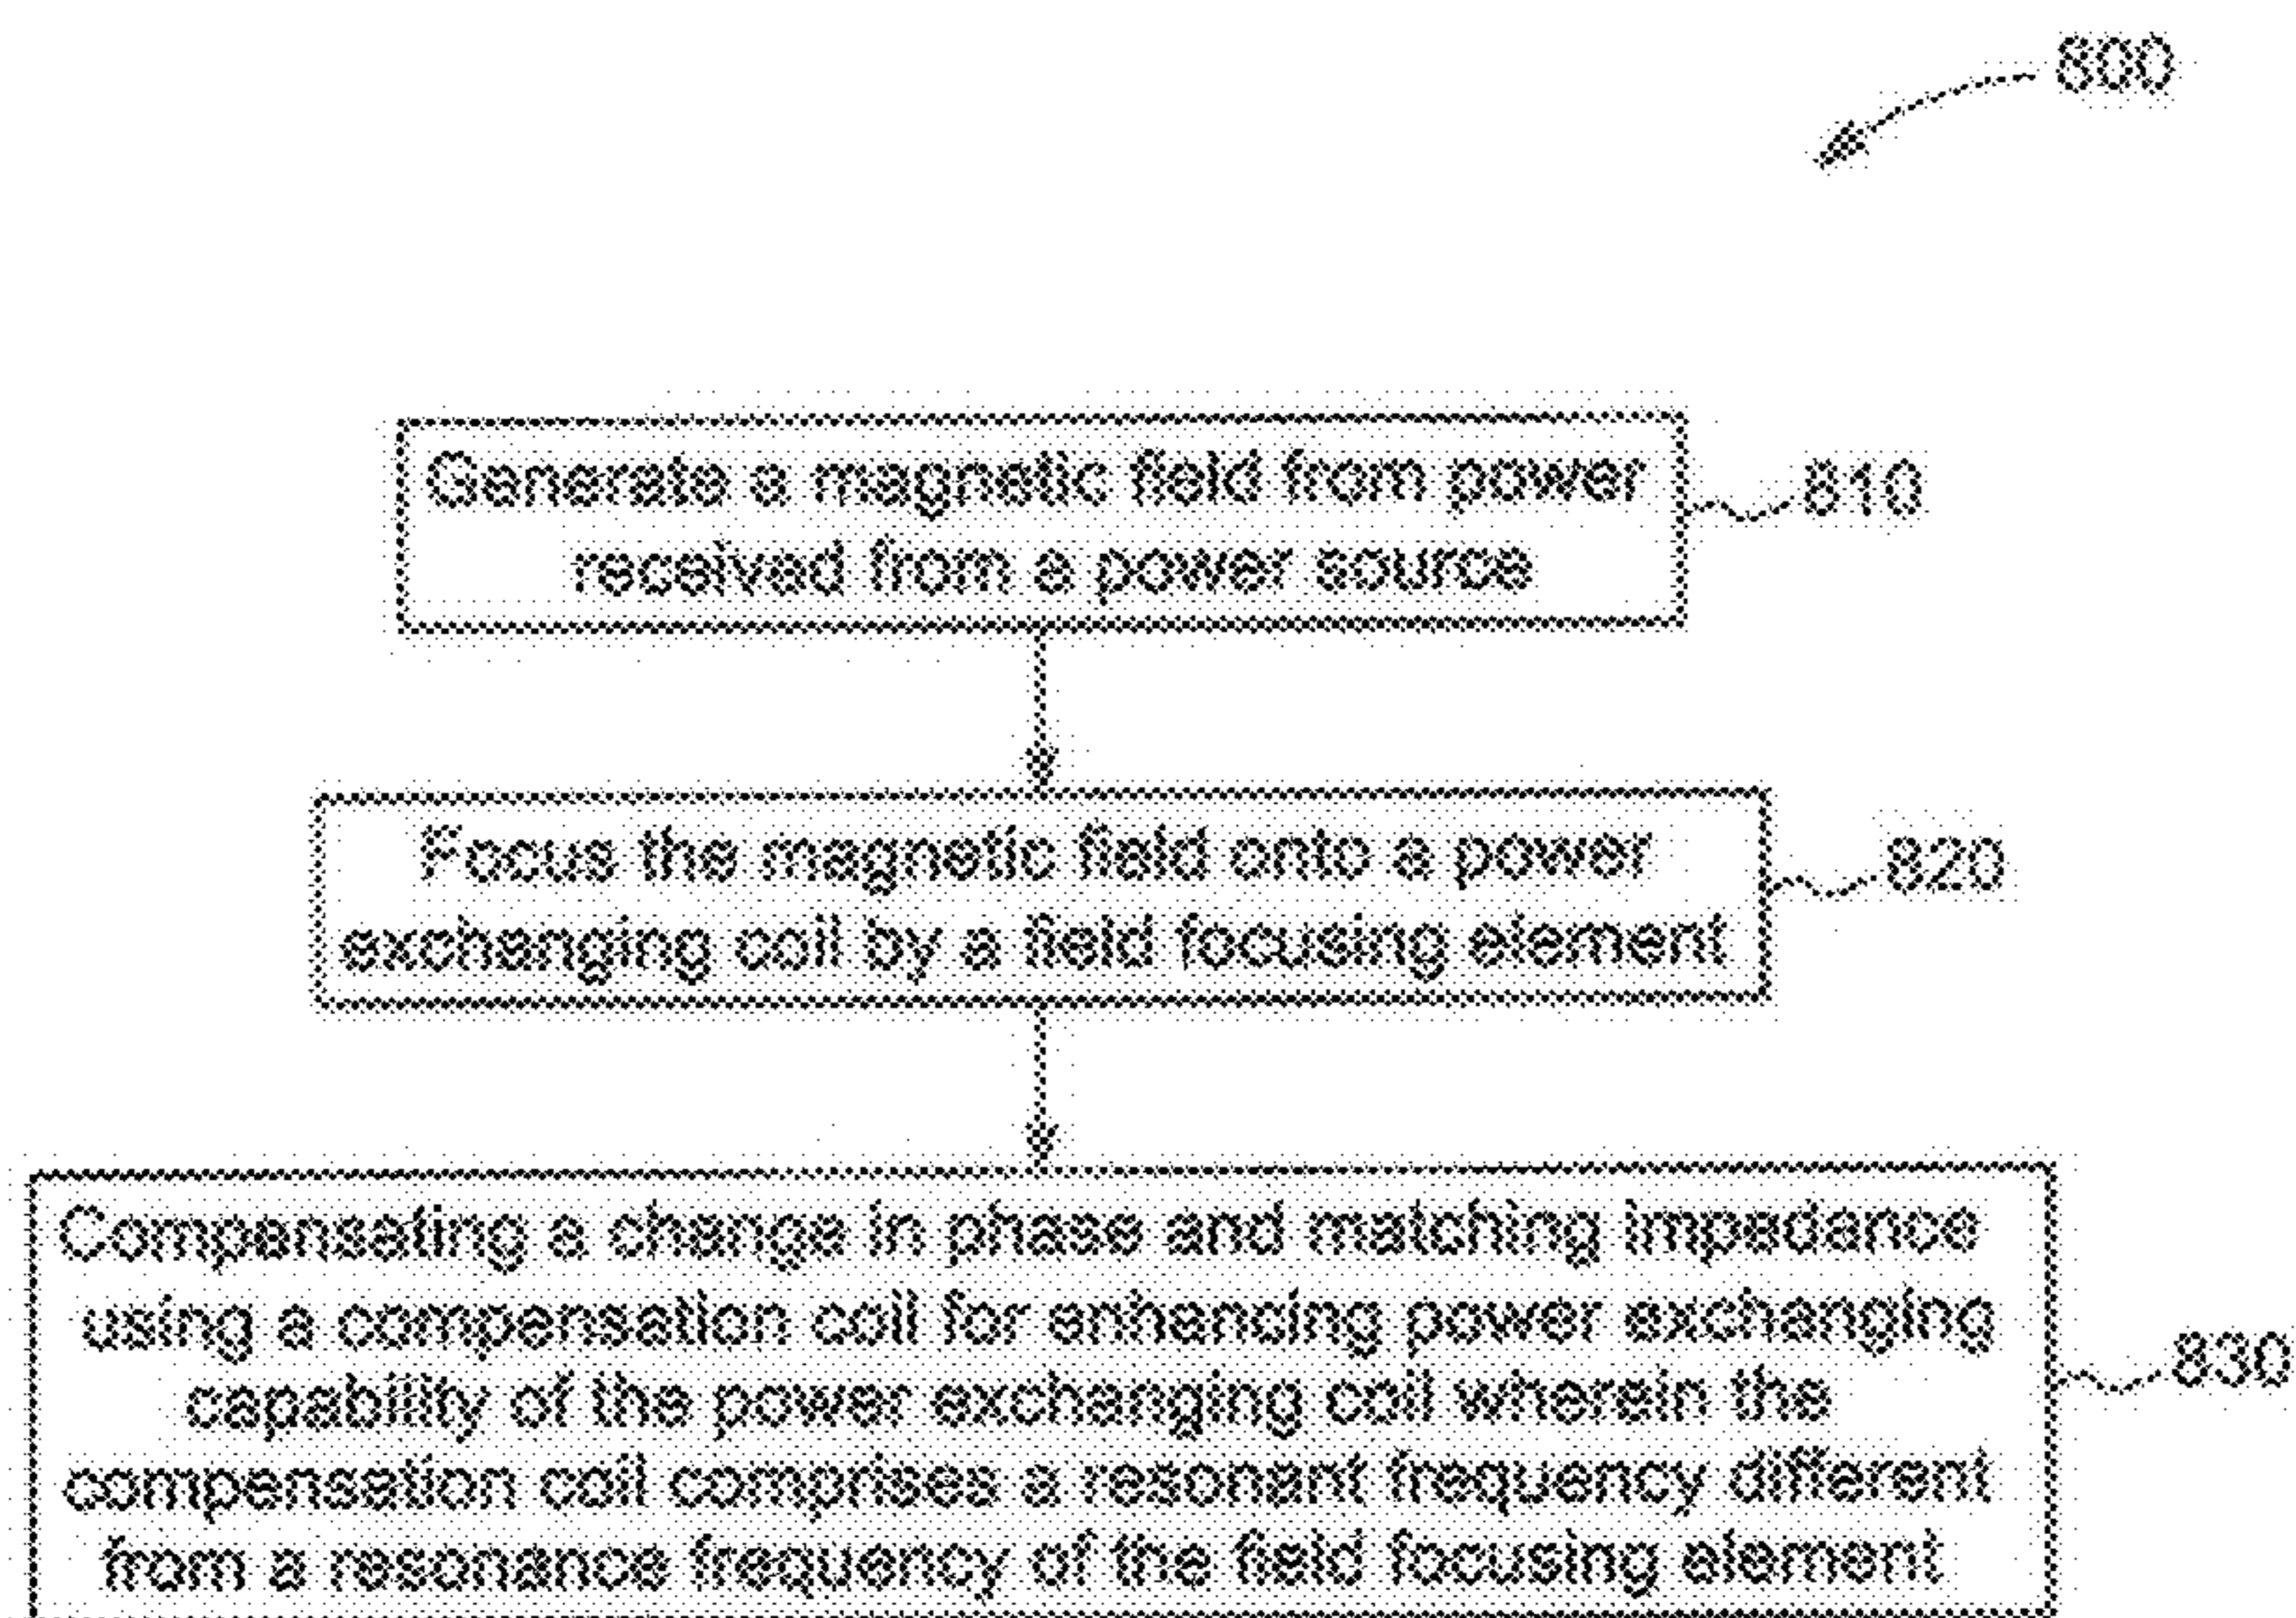 800
Generate a magnetic field from power
received from a power source
810
Focus the magnetic field onto a power
exchanging coil by a field focusing element
820
Compensating a change in phase and matching impedance
using a compensation coil for enhancing power exchanging
capability of the power exchanging coil wherein the
compensation coil comprises a resonant frequency different
from a resonance frequency of the field focusing element
830